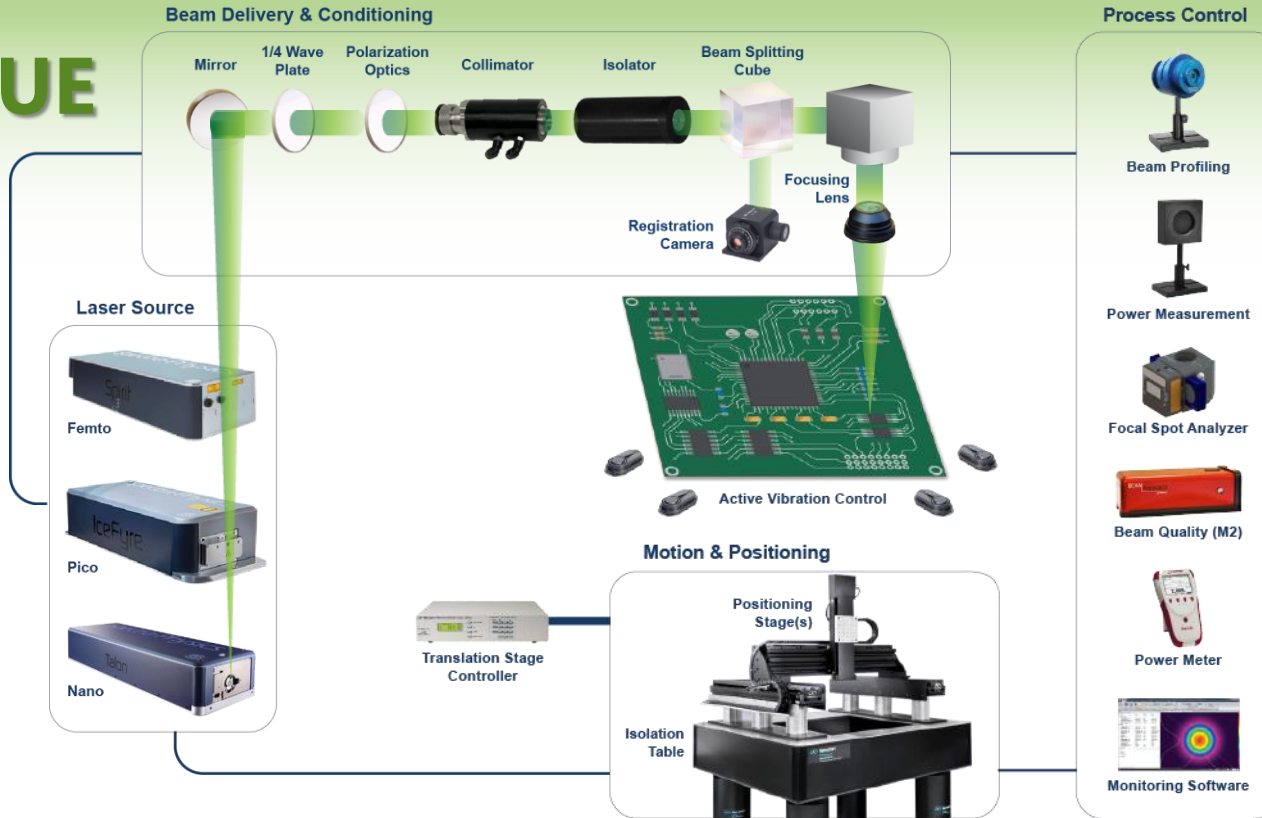 UE
Beam Delivery & Conditioning
Mirror
1/4 Wave
Plate
Polarization
Optics
Collimator
Isolator
Beam Splitting
Cube
Focusing
Lens
Registration
Camera
Laser Source
Spirit
Femto
IceFyre
Pico
Talon
Nano
Active Vibration Control
Motion & Positioning
Translation Stage
Controller
Positioning
Stage(s)
Isolation
Table
Process Control
Beam Profiling
Power Measurement
Focal Spot Analyzer
Beam Quality (M2)
Power Meter
Monitoring Software